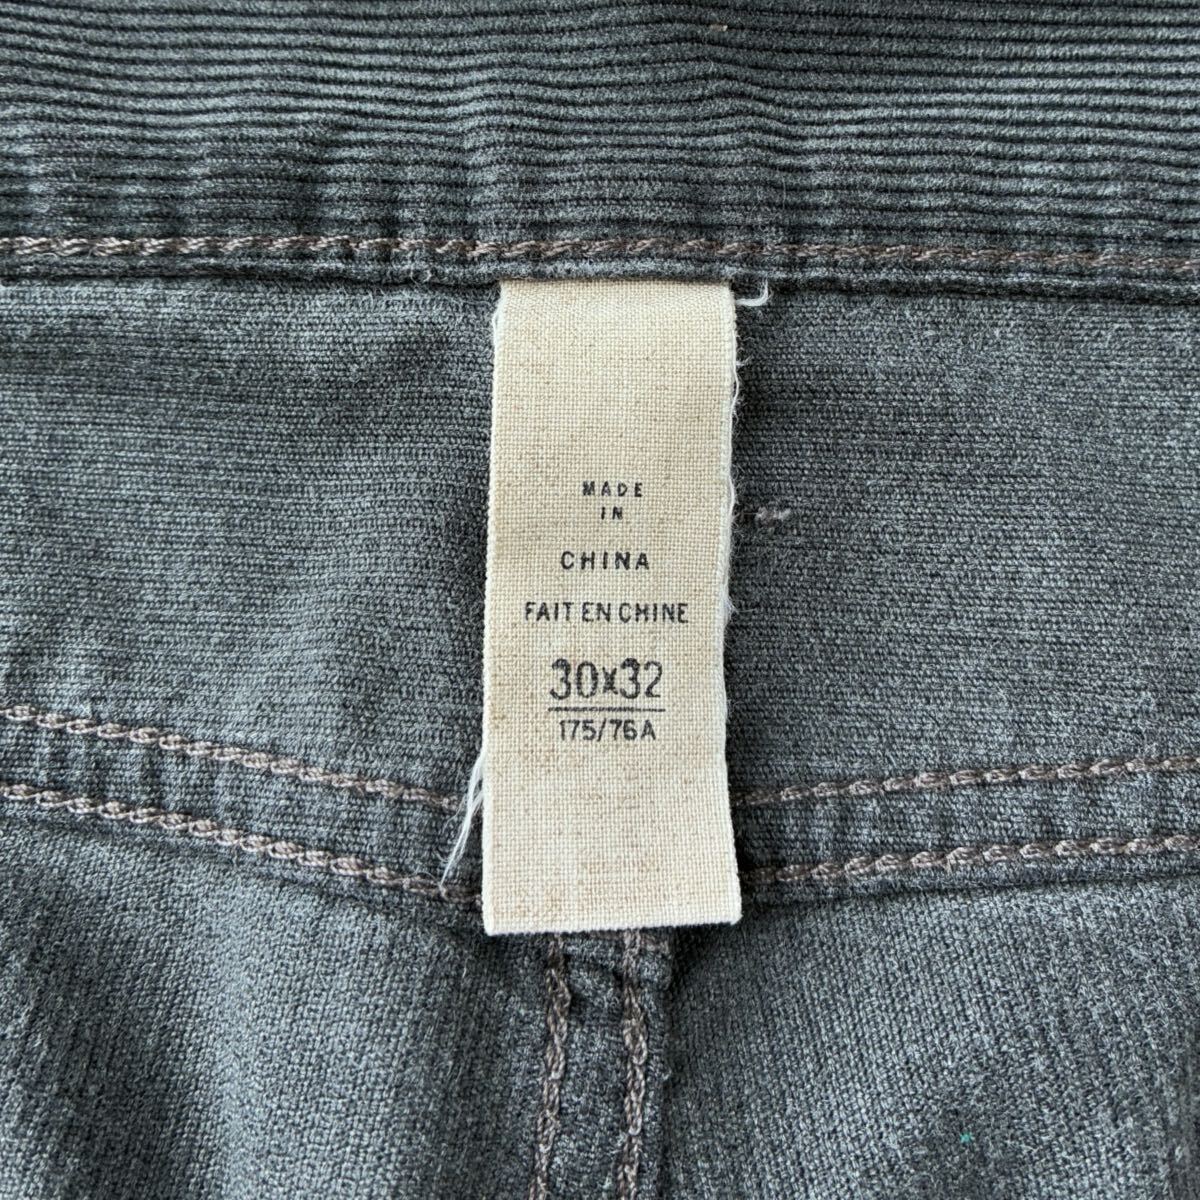 MADE
IN
CHINA
FAIT EN CHINE
30x32
175/76A